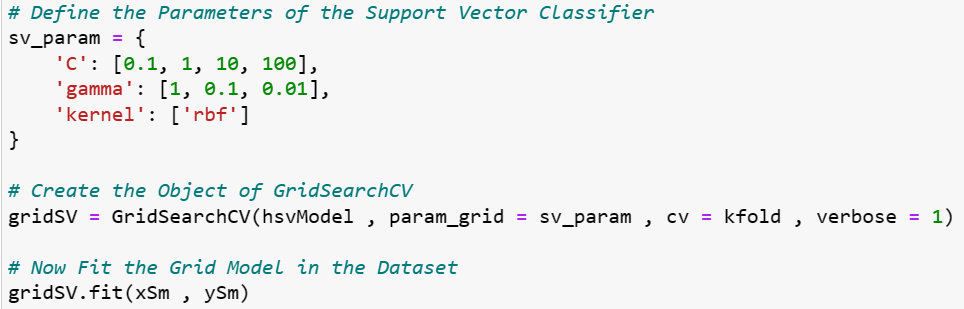 # Define the Parameters of the Support Vector Classifier
sv_param = {
    'C': [0.1, 1, 10, 100],
    'gamma': [1, 0.1, 0.01],
    'kernel': ['rbf']
}
# Create the Object of GridSearchCV
gridSV = GridSearchCV(hsvModel , param_grid = sv_param , cv = kfold , verbose = 1)
# Now Fit the Grid Model in the Dataset
gridSV.fit(xSm , ySm)